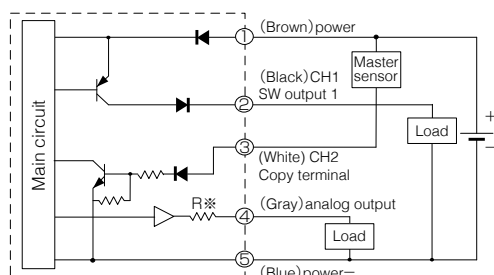 ① (Brown) power
Main circuit
Master
sensor
(Black) CH1
SW output 1
②
Load
+
−
③
(White) CH2
Copy terminal
R※
④
(Gray) analog output
Load
⑤
(Blue) power−